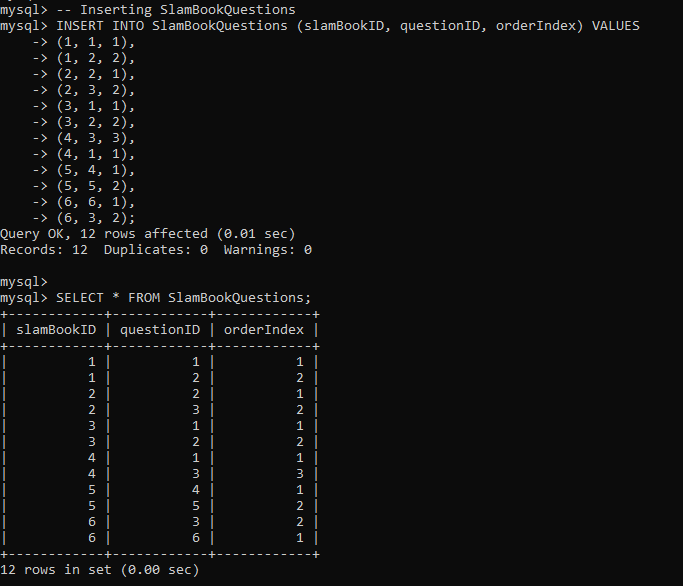 mysql> -- Inserting SlamBookQuestions
mysql> INSERT INTO SlamBookQuestions (slamBookID, questionID, orderIndex) VALUES
    -> (1, 1, 1),
    -> (1, 2, 2),
    -> (2, 2, 1),
    -> (2, 3, 2),
    -> (3, 1, 1),
    -> (3, 2, 2),
    -> (4, 3, 3),
    -> (4, 1, 1),
    -> (5, 4, 1),
    -> (5, 5, 2),
    -> (6, 6, 1),
    -> (6, 3, 2);
Query OK, 12 rows affected (0.01 sec)
Records: 12  Duplicates: 0  Warnings: 0

mysql>
mysql> SELECT * FROM SlamBookQuestions;
+------------+------------+------------+
| slamBookID | questionID | orderIndex |
+------------+------------+------------+
|          1 |          1 |          1 |
|          1 |          2 |          2 |
|          2 |          2 |          1 |
|          2 |          3 |          2 |
|          3 |          1 |          1 |
|          3 |          2 |          2 |
|          4 |          1 |          1 |
|          4 |          3 |          3 |
|          5 |          4 |          1 |
|          5 |          5 |          2 |
|          6 |          3 |          2 |
|          6 |          6 |          1 |
+------------+------------+------------+
12 rows in set (0.00 sec)